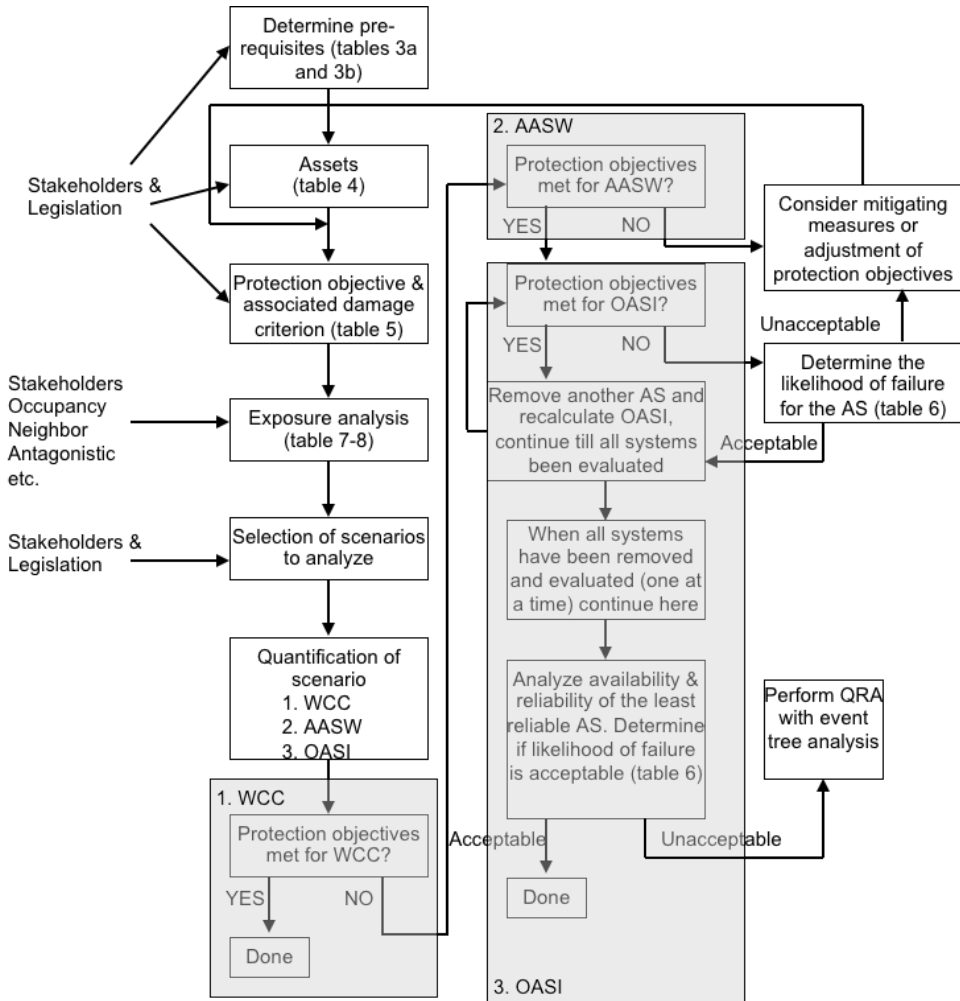 Determine pre-
requisites (tables 3a
and 3b)
Stakeholders &
Legislation
Assets
(table 4)
Protection objective &
associated damage
criterion (table 5)
Stakeholders
Occupancy
Neighbor
Antagonistic
etc.
Exposure analysis
(table 7-8)
Stakeholders &
Legislation
Selection of scenarios
to analyze
Quantification of
scenario
1. WCC
2. AASW
3. OASI
1. WCC
Protection objectives
met for WCC?
YES
NO
Done
2. AASW
Protection objectives
met for AASW?
YES
NO
Consider mitigating
measures or
adjustment of
protection objectives
Protection objectives
met for OASI?
YES
NO
Unacceptable
Determine the
likelihood of failure
for the AS (table 6)
Acceptable
Remove another AS and
recalculate OASI,
continue till all systems
been evaluated
When all systems
have been removed
and evaluated (one at
a time) continue here
Analyze availability &
reliability of the least
reliable AS. Determine
if likelihood of failure
is acceptable (table 6)
Acceptable
Unacceptable
Done
Perform QRA
with event
tree analysis
3. OASI